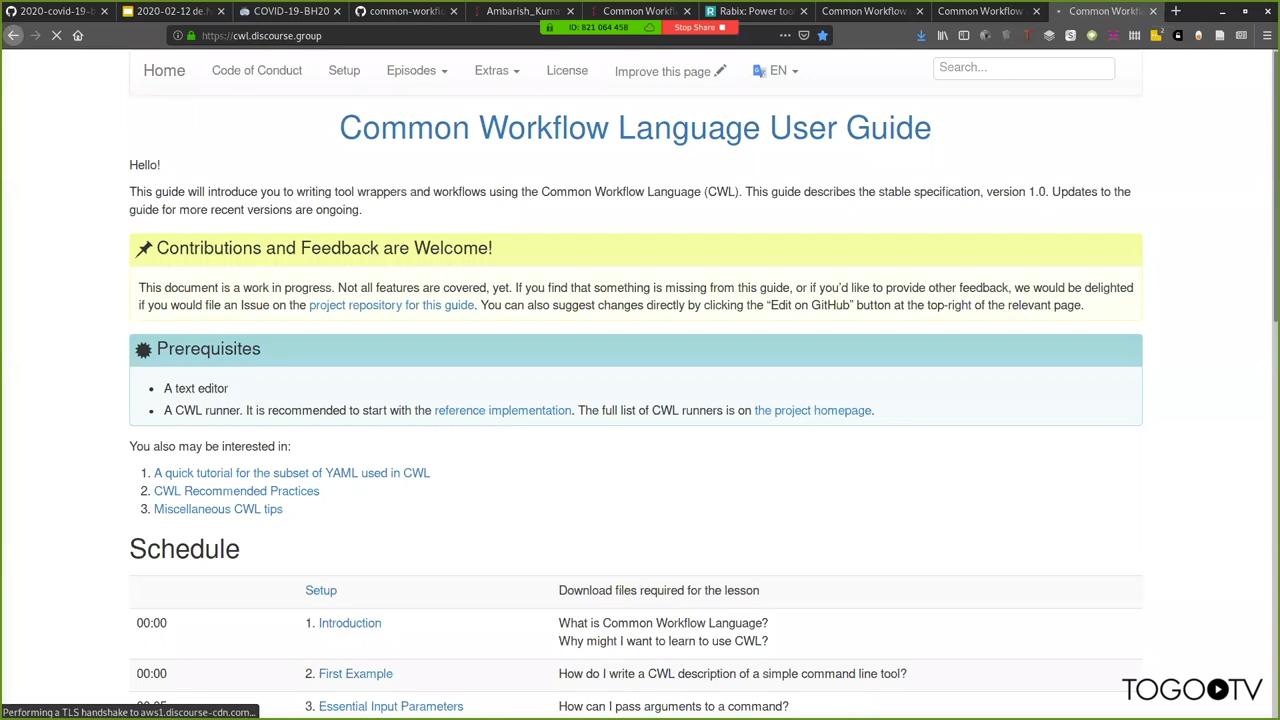 2020-covid-19-b
2020-02-12 de.N
COVID-19-BH20
common-workflo
Ambarish_Kuma
Common Workfl
Rabix: Power too
Common Workflow
Common Workflow
Common Workfl
ID: 821 064 458
Stop Share
https://cwl.discourse.group
Home
Code of Conduct
Setup
Episodes
Extras
License
Improve this page
EN
Search...
Common Workflow Language User Guide
Hello!
This guide will introduce you to writing tool wrappers and workflows using the Common Workflow Language (CWL). This guide describes the stable specification, version 1.0. Updates to the
guide for more recent versions are ongoing.
Contributions and Feedback are Welcome!
This document is a work in progress. Not all features are covered, yet. If you find that something is missing from this guide, or if you’d like to provide other feedback, we would be delighted
if you would file an Issue on the project repository for this guide. You can also suggest changes directly by clicking the “Edit on GitHub” button at the top-right of the relevant page.
Prerequisites
• A text editor
• A CWL runner. It is recommended to start with the reference implementation. The full list of CWL runners is on the project homepage.
You also may be interested in:
1. A quick tutorial for the subset of YAML used in CWL
2. CWL Recommended Practices
3. Miscellaneous CWL tips
Schedule
Setup
Download files required for the lesson
00:00
1. Introduction
What is Common Workflow Language?
Why might I want to learn to use CWL?
00:00
2. First Example
How do I write a CWL description of a simple command line tool?
3. Essential Input Parameters
How can I pass arguments to a command?
Performing a TLS handshake to aws1.discourse-cdn.com...
TOGOTV